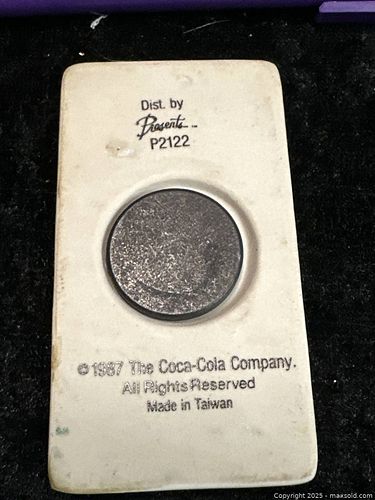 Dist. by
Presents
P2122
© 1987 The Coca-Cola Company.
All Rights Reserved
Made in Taiwan
Copyright 2025 - maxsold.com